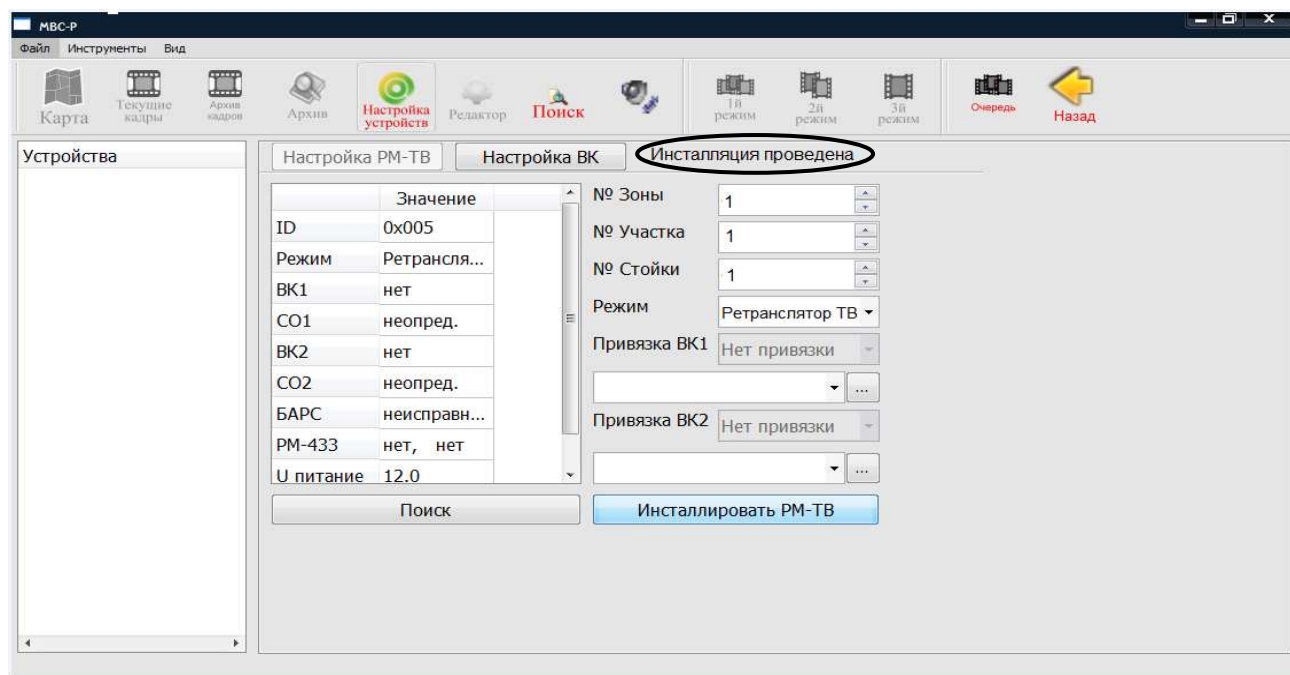 МВС-Р
Файл Инструменты Вид
Карта
Текущие кадры
Архив кадров
Архив
Настройка устройств
Редактор
Поиск
1й режим
2й режим
3й режим
Очередь
Назад
Устройства
Настройка РМ-ТВ Настройка ВК Инсталляция проведена
Значение
ID 0x005
Режим Ретрансля...
ВК1 нет
СО1 неопред.
ВК2 нет
СО2 неопред.
БАРС неисправн...
РМ-433 нет, нет
U питание 12.0
Поиск
№ Зоны 1
№ Участка 1
№ Стойки 1
Режим Ретранслятор ТВ
Привязка ВК1 Нет привязки
...
Привязка ВК2 Нет привязки
...
Инсталлировать РМ-ТВ